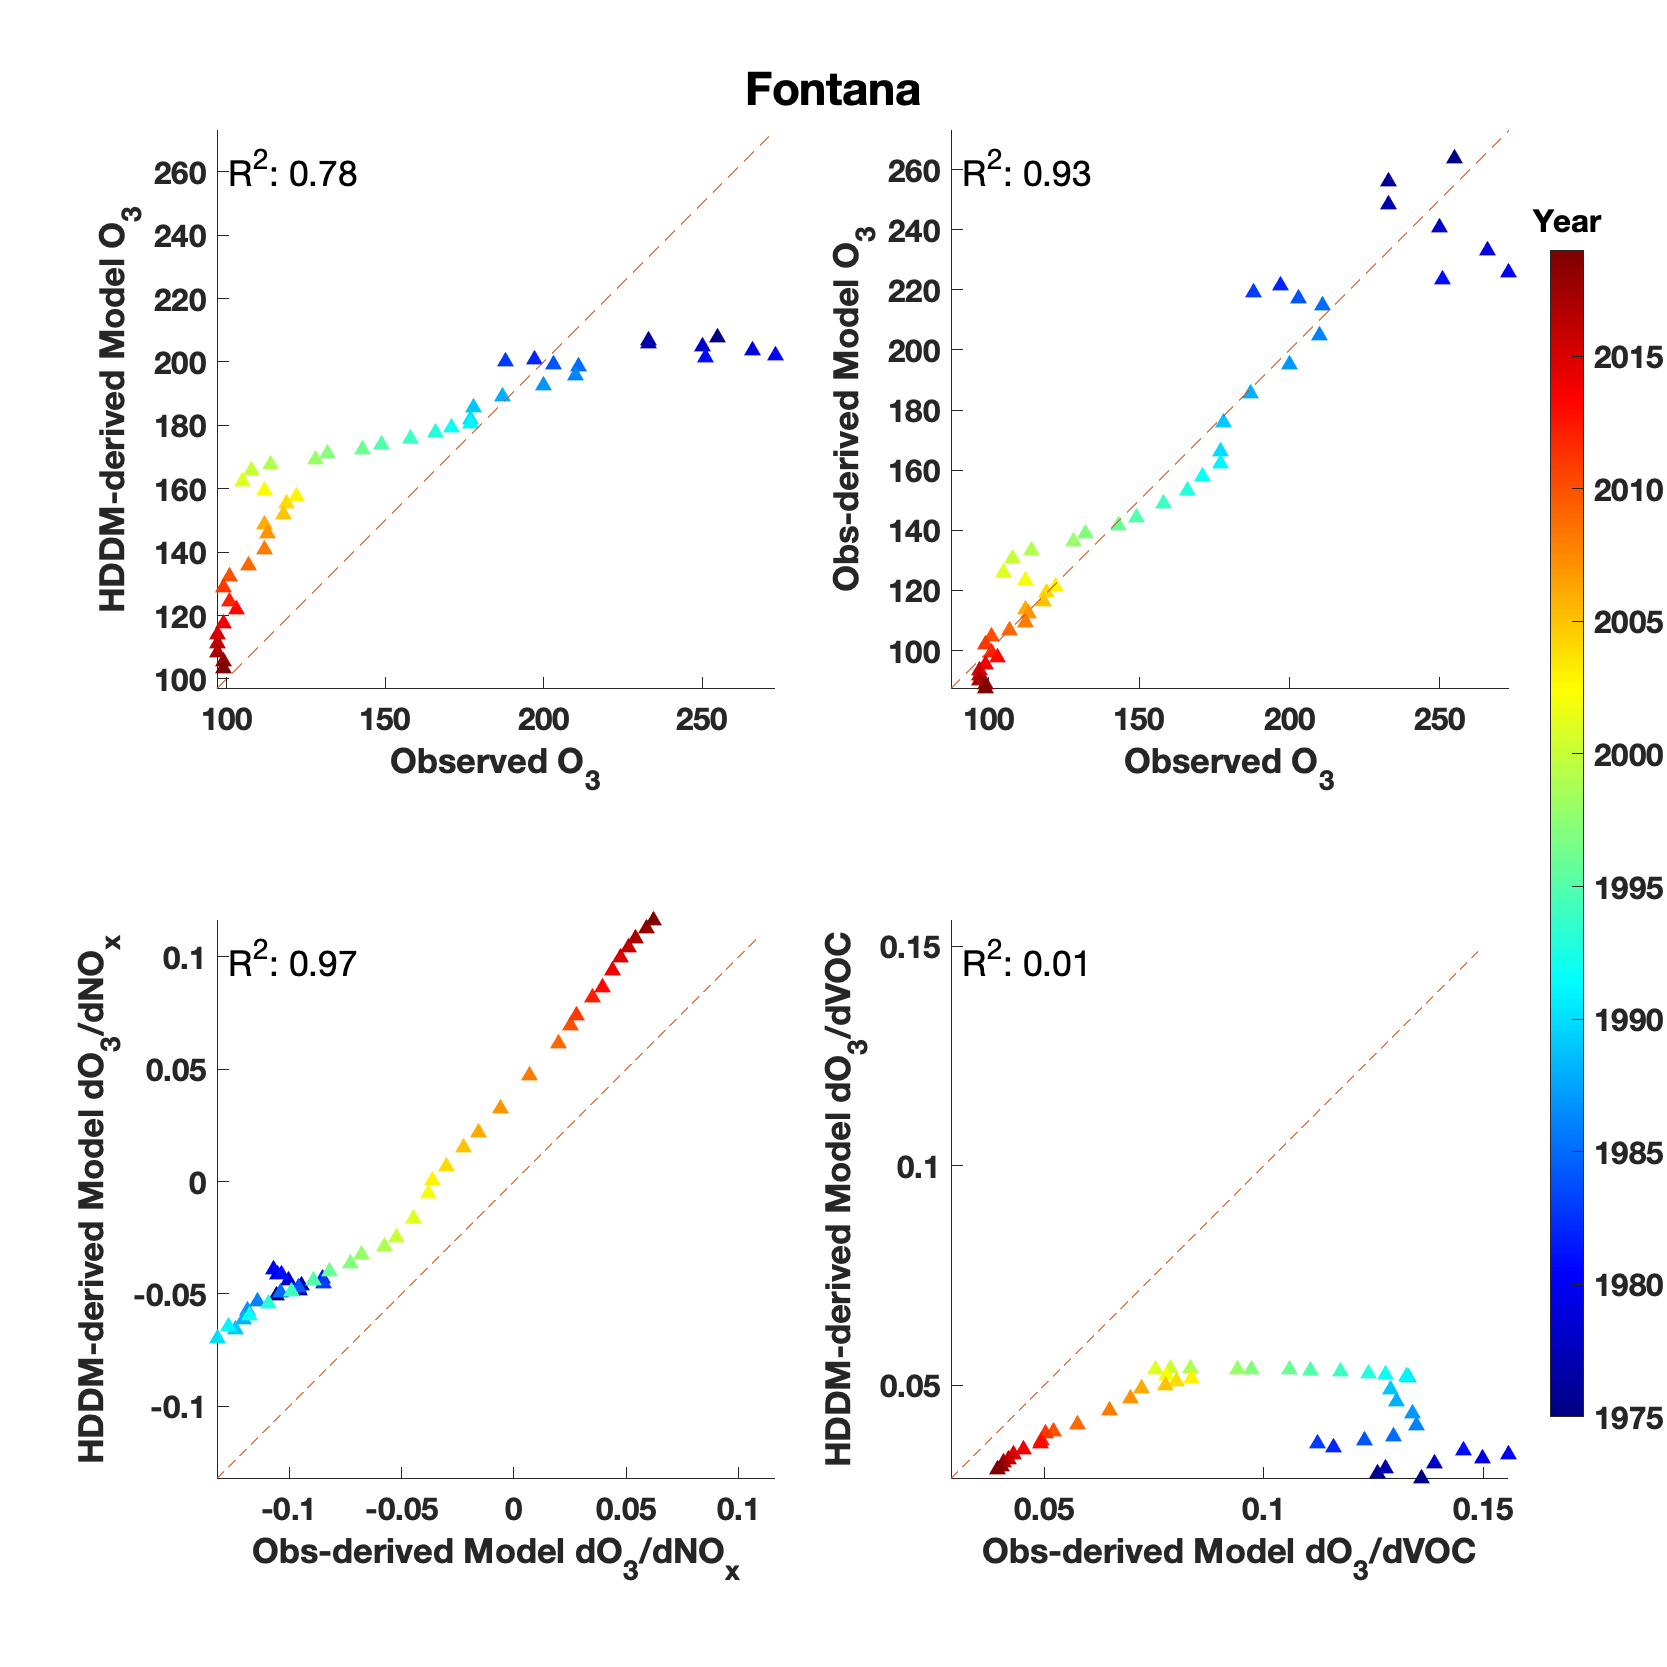 Fontana
R²: 0.78
HDDM-derived Model O₃
260
240
220
200
180
160
140
120
100
100 150 200 250
Observed O₃
R²: 0.93
Obs-derived Model O₃
260
240
220
200
180
160
140
120
100
100 150 200 250
Observed O₃
Year
2015
2010
2005
2000
1995
1990
1985
1980
1975
R²: 0.97
HDDM-derived Model dO₃/dNOₓ
0.1
0.05
0
-0.05
-0.1
-0.1 -0.05 0 0.05 0.1
Obs-derived Model dO₃/dNOₓ
R²: 0.01
HDDM-derived Model dO₃/dVOC
0.15
0.1
0.05
0.05 0.1 0.15
Obs-derived Model dO₃/dVOC